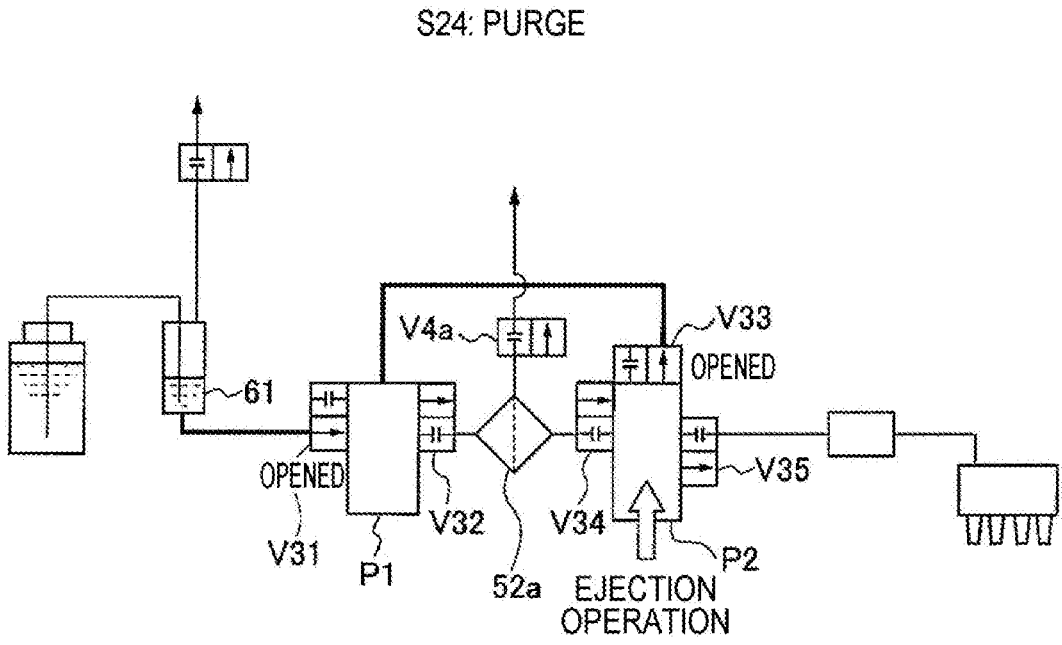 S24: PURGE
V4a
V33
OPENED
61
OPENED
V31
V32
V34
V35
P1
52a
P2
EJECTION
OPERATION